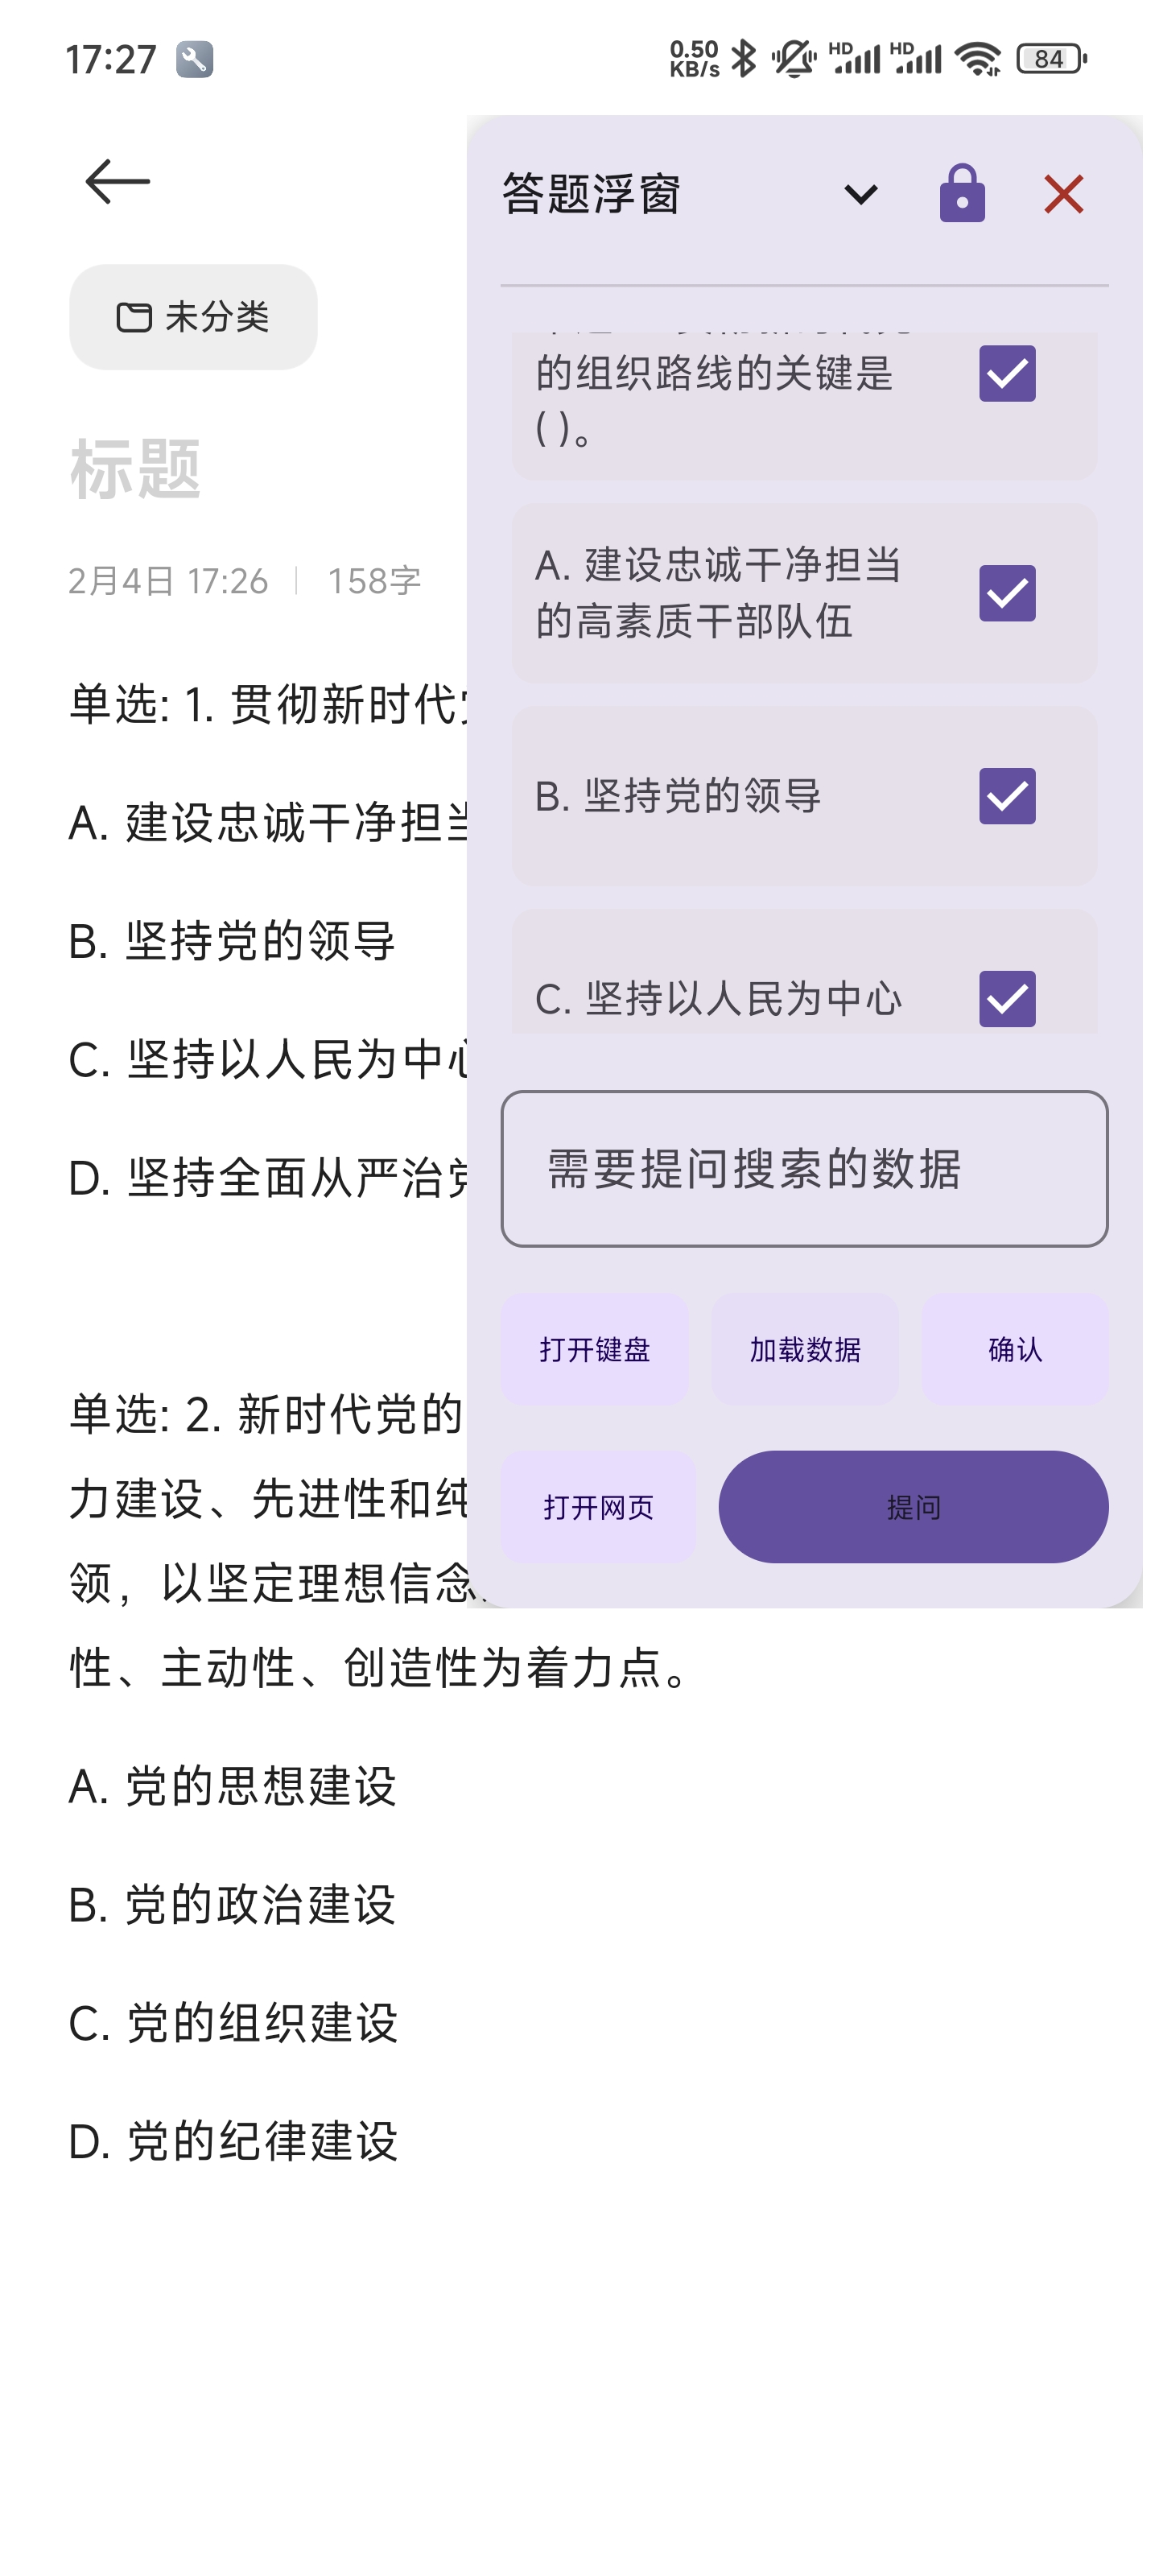 17:27
0.50
KB/s
HD
HD
84
未分类
标题
2月4日 17:26 | 158字
单选: 1. 贯彻新时代
A. 建设忠诚干净担当
B. 坚持党的领导
C. 坚持以人民为中心
D. 坚持全面从严治党
单选: 2. 新时代党的
力建设、先进性和纯
领，以坚定理想信念
性、主动性、创造性为着力点。
A. 党的思想建设
B. 党的政治建设
C. 党的组织建设
D. 党的纪律建设
答题浮窗
的组织路线的关键是
( )。
A. 建设忠诚干净担当
的高素质干部队伍
B. 坚持党的领导
C. 坚持以人民为中心
需要提问搜索的数据
打开键盘
加载数据
确认
打开网页
提问